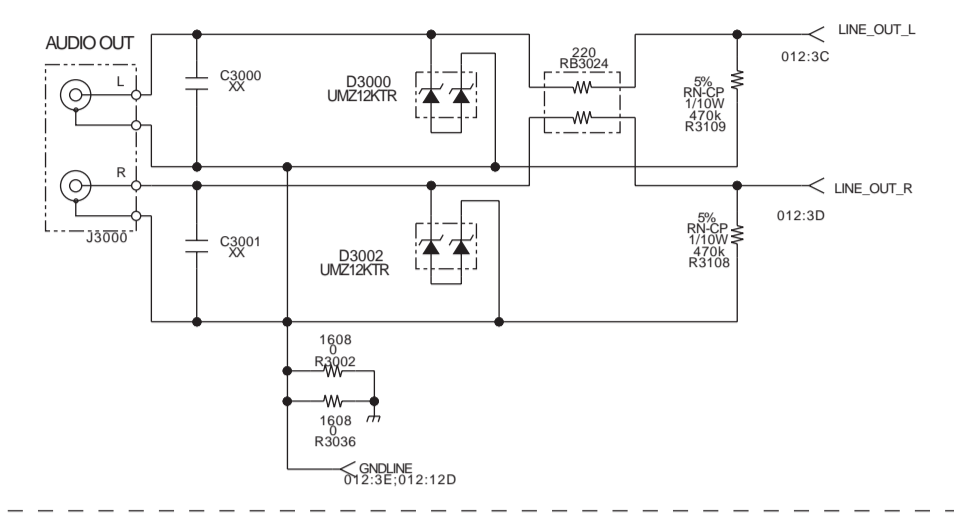 AUDIO OUT
L
R
J3000
C3000
XX
C3001
XX
D3000
UMZ12KTR
D3002
UMZ12KTR
220
RB3024
5%
RN-CP
1/10W
470k
R3109
5%
RN-CP
1/10W
470k
R3108
LINE_OUT_L
012:3C
LINE_OUT_R
012:3D
1608
0
R3002
1608
0
R3036
GNDLINE
012:3E;012:12D